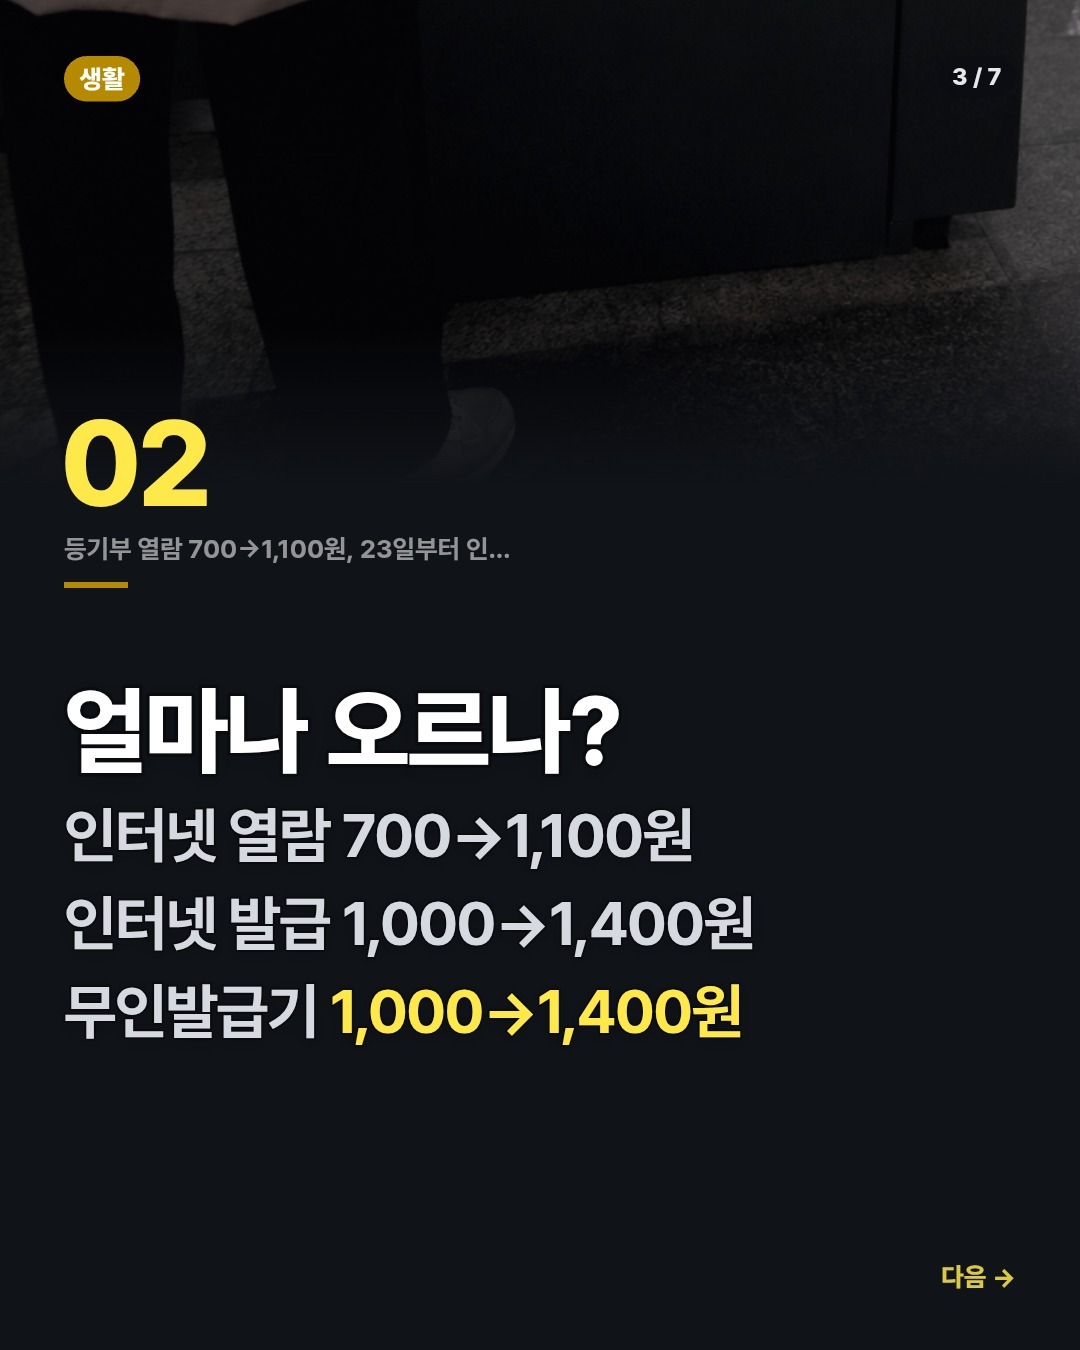 생활
3 / 7
02
등기부 열람 700→1,100원, 23일부터 인...
얼마나 오르나?
인터넷 열람 700→1,100원
인터넷 발급 1,000→1,400원
무인발급기 1,000→1,400원
다음 →